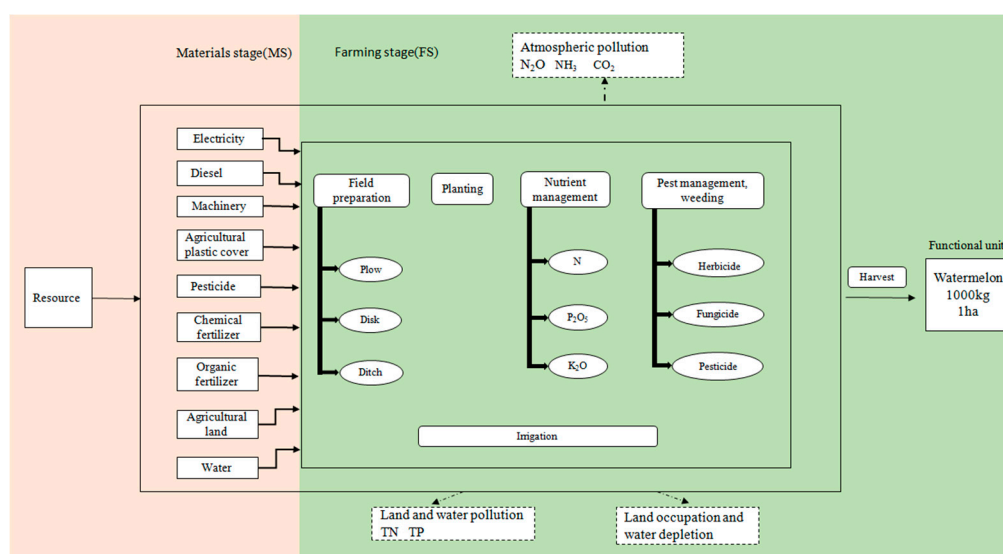 Materials stage(MS)
Farming stage(FS)
Atmospheric pollution
N₂O NH₃ CO₂
Electricity
Diesel
Machinery
Agricultural
plastic cover
Pesticide
Chemical
fertilizer
Organic
fertilizer
Agricultural
land
Water
Resource
Field
preparation
Plow
Disk
Ditch
Planting
Nutrient
management
N
P₂O₅
K₂O
Pest management,
weeding
Herbicide
Fungicide
Pesticide
Irrigation
Harvest
Functional unit
Watermelon
1000kg
1ha
Land and water pollution
TN TP
Land occupation and
water depletion